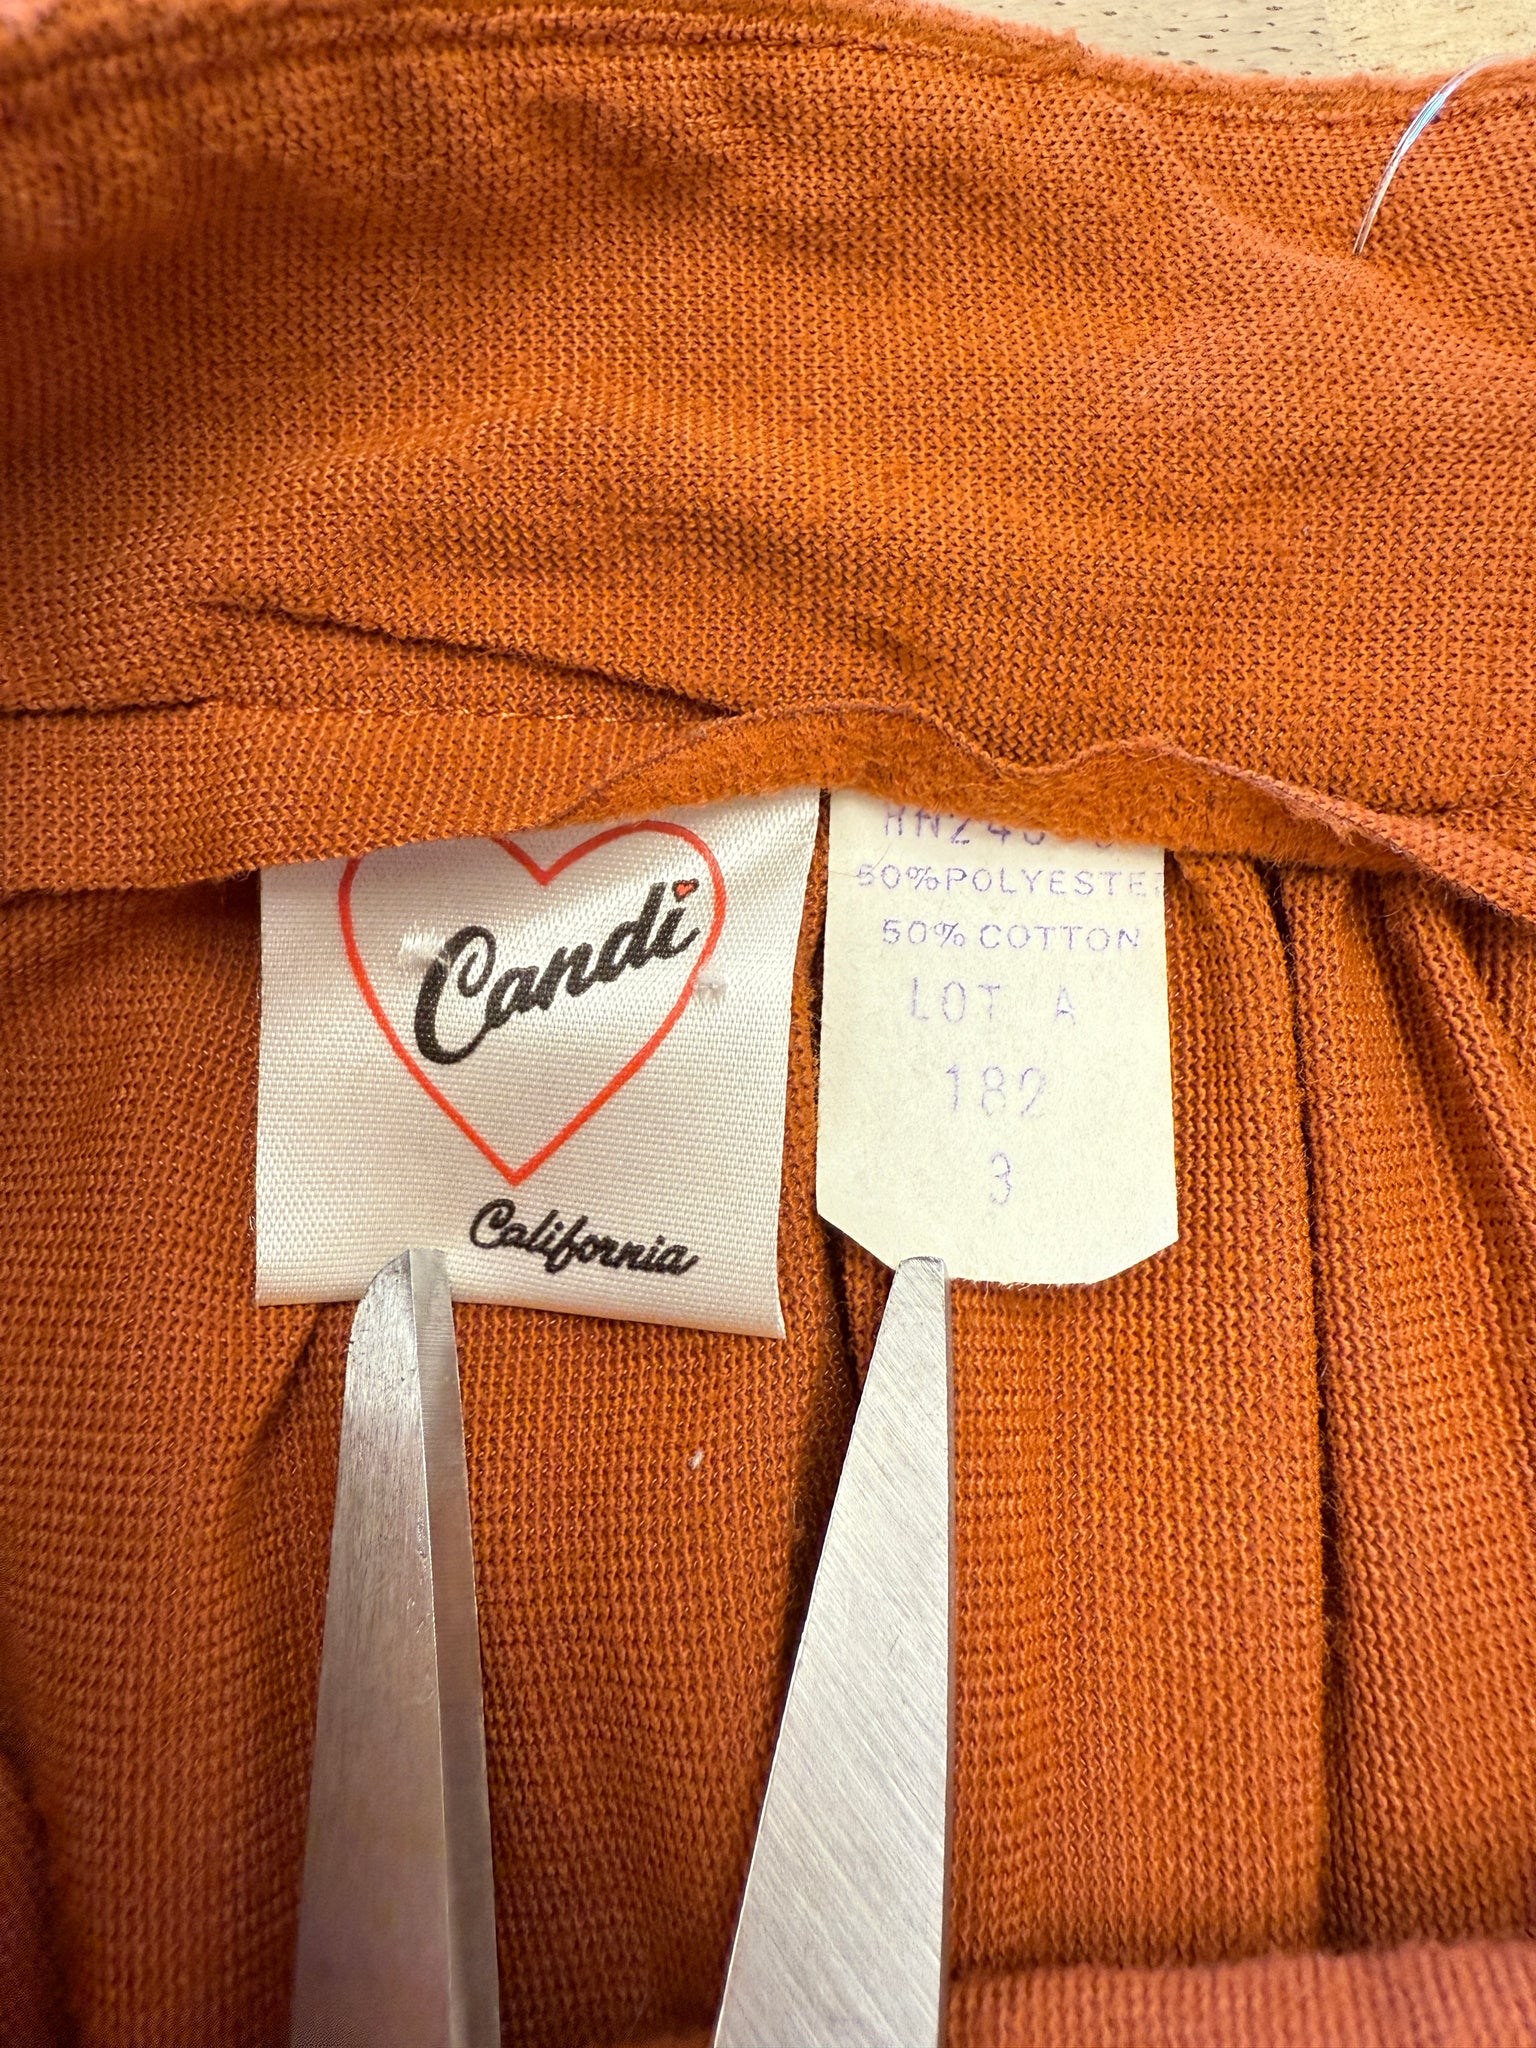 Candi
California
50%POLYESTE
50%COTTON
LOT A
182
3